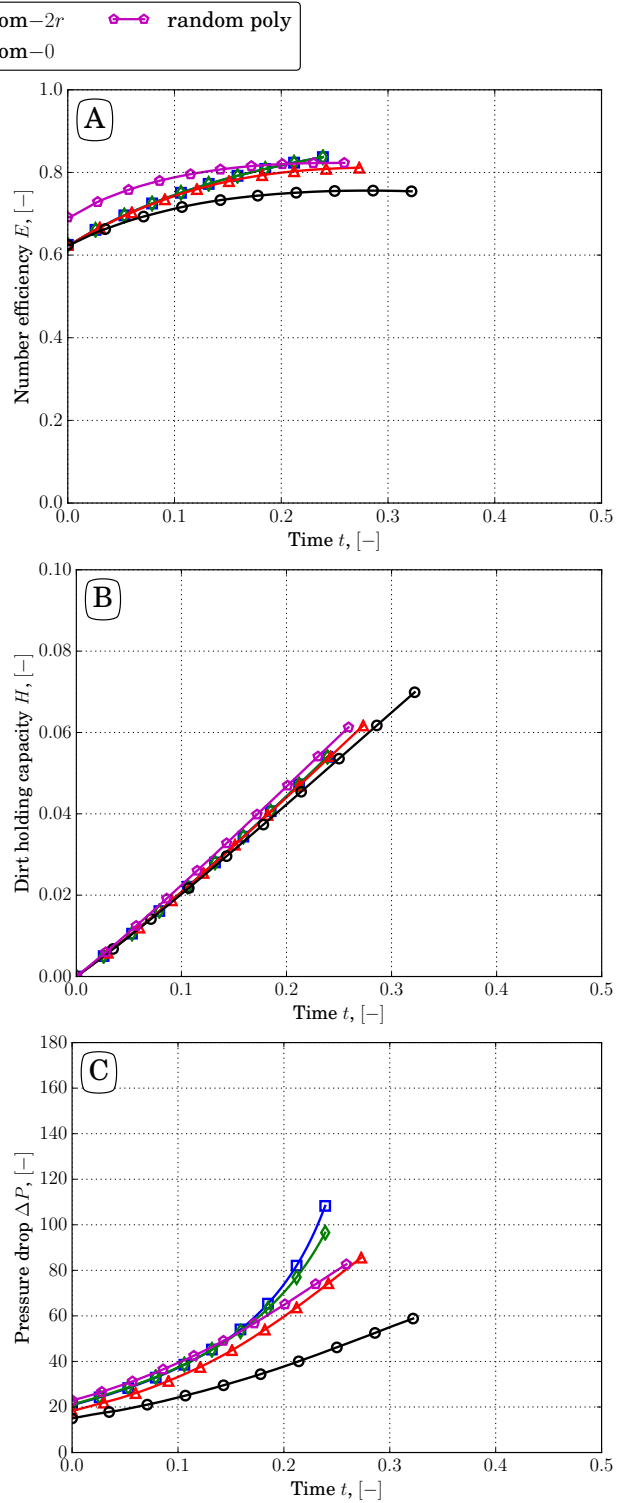 om−2r random poly
om−0
A
1.0
0.8
0.6
0.4
0.2
0.0
Number efficiency E, [−]
0.0 0.1 0.2 0.3 0.4 0.5
Time t, [−]
B
0.10
0.08
0.06
0.04
0.02
0.00
Dirt holding capacity H, [−]
0.0 0.1 0.2 0.3 0.4 0.5
Time t, [−]
C
180
160
140
120
100
80
60
40
20
0
Pressure drop ΔP, [−]
0.0 0.1 0.2 0.3 0.4 0.5
Time t, [−]